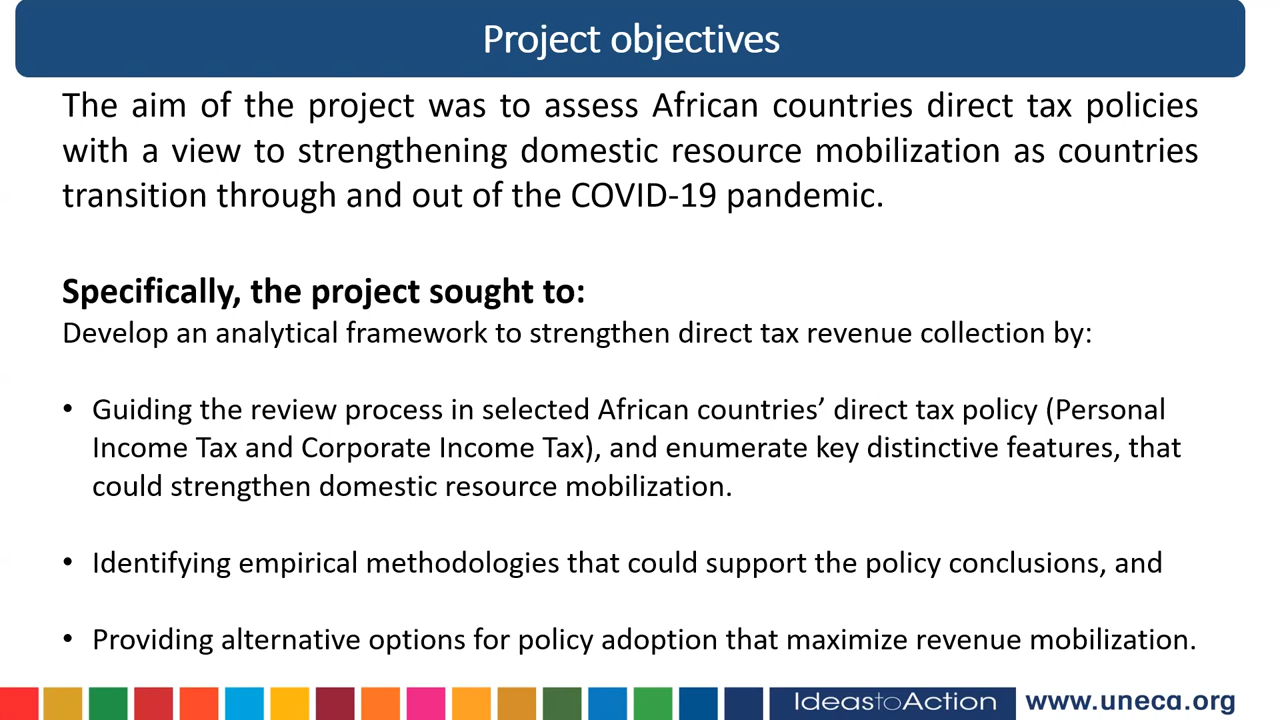 Project objectives
The aim of the project was to assess African countries direct tax policies
with a view to strengthening domestic resource mobilization as countries
transition through and out of the COVID-19 pandemic.
Specifically, the project sought to:
Develop an analytical framework to strengthen direct tax revenue collection by:
• Guiding the review process in selected African countries’ direct tax policy (Personal
Income Tax and Corporate Income Tax), and enumerate key distinctive features, that
could strengthen domestic resource mobilization.
• Identifying empirical methodologies that could support the policy conclusions, and
• Providing alternative options for policy adoption that maximize revenue mobilization.
IdeastoAction www.uneca.org